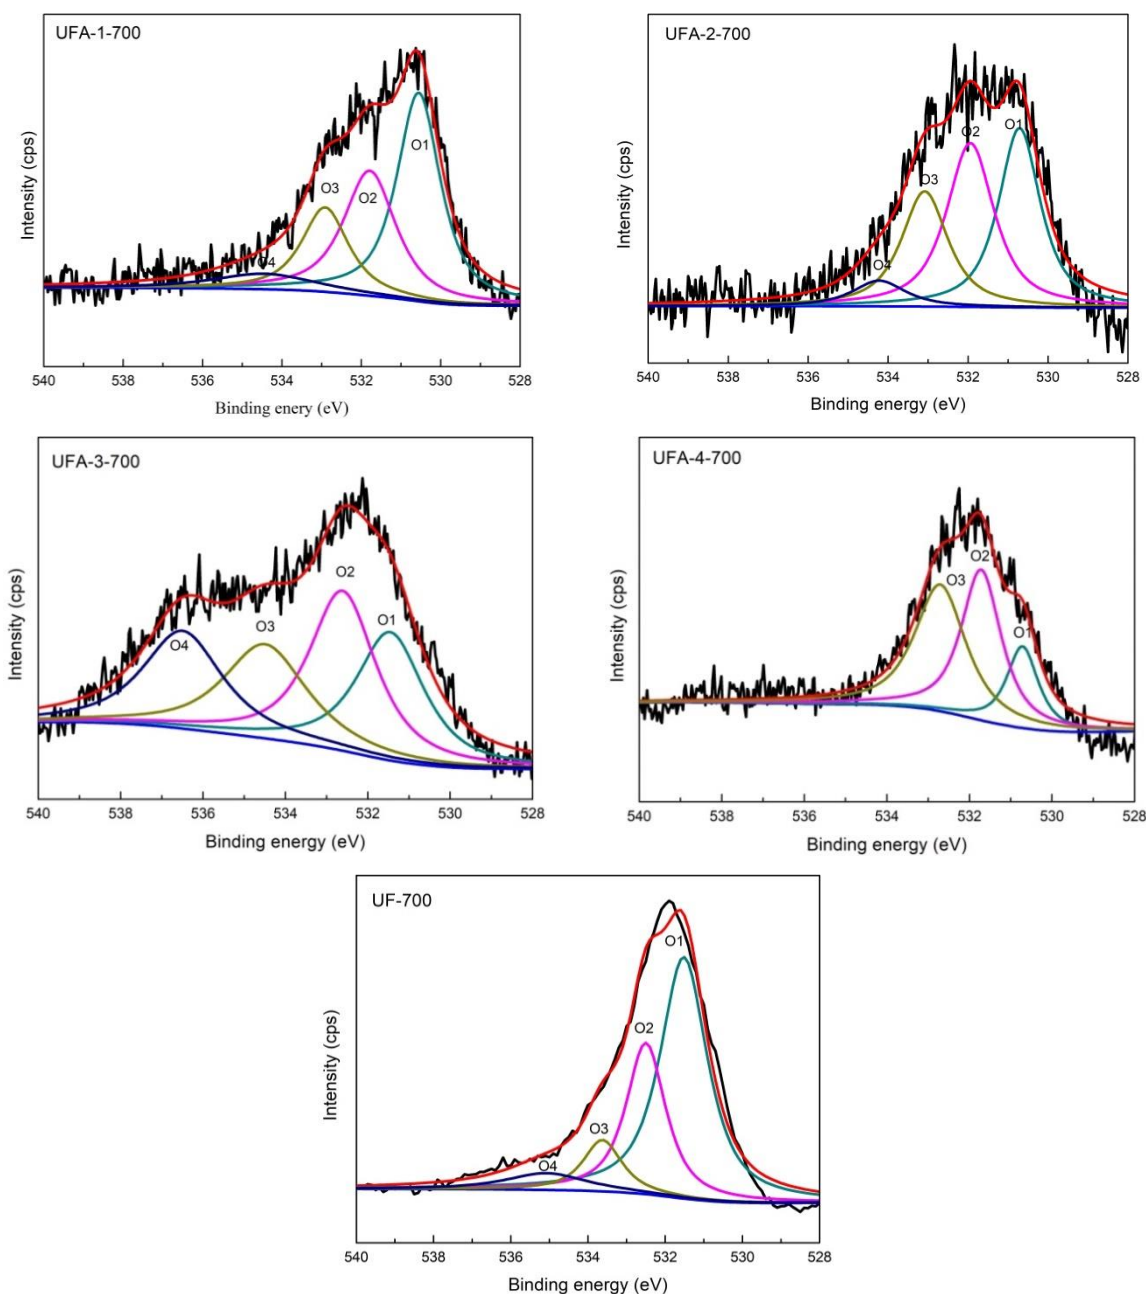 UFA-1-700
O1
O2
O3
O4
Intensity (cps)
540 538 536 534 532 530 528
Binding enery (eV)
UFA-2-700
O1
O2
O3
O4
Intensity (cps)
540 538 536 534 532 530 528
Binding energy (eV)
UFA-3-700
O2
O1
O3
O4
Intensity (cps)
540 538 536 534 532 530 528
Binding energy (eV)
UFA-4-700
O2
O3
O1
Intensity (cps)
540 538 536 534 532 530 528
Binding energy (eV)
UF-700
O1
O2
O3
O4
Intensity (cps)
540 538 536 534 532 530 528
Binding energy (eV)